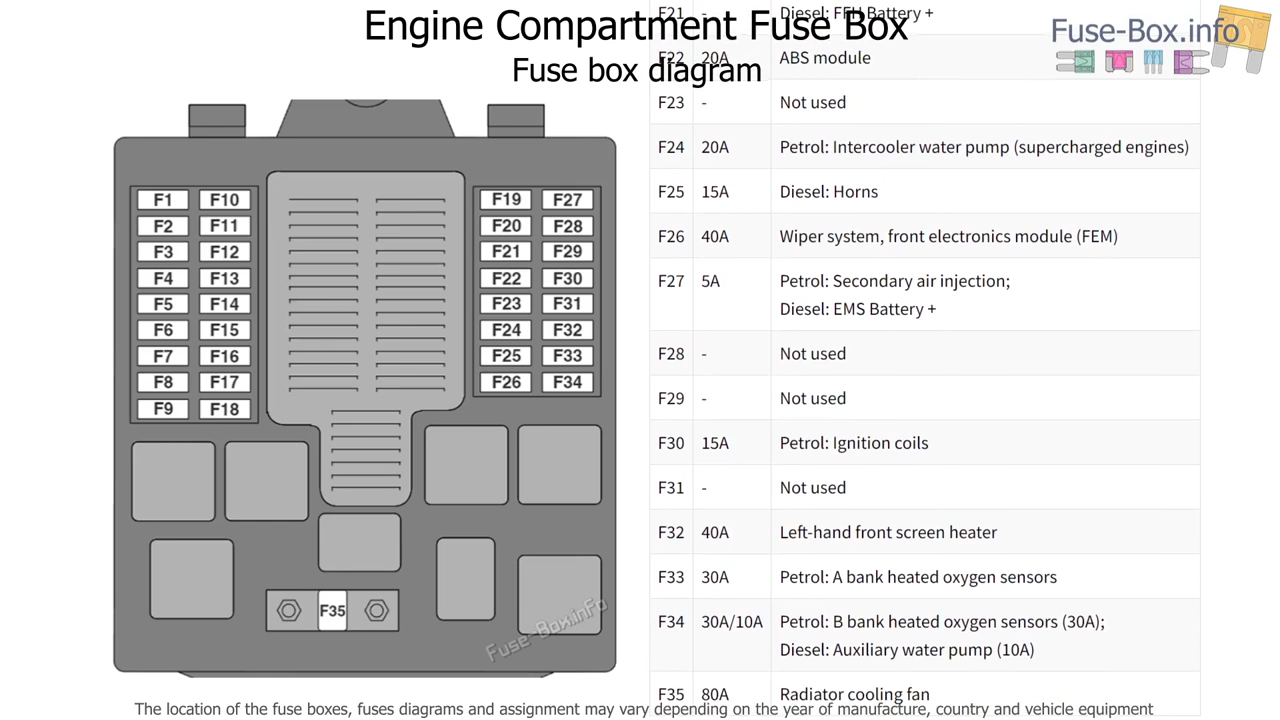 Engine Compartment Fuse Box
Fuse box diagram
Fuse-Box.info
F1 F10
F2 F11
F3 F12
F4 F13
F5 F14
F6 F15
F7 F16
F8 F17
F9 F18
F19 F27
F20 F28
F21 F29
F22 F30
F23 F31
F24 F32
F25 F33
F26 F34
F35
Fuse-Box.inFo
F21 - Diesel: FFH Battery +
F22 20A ABS module
F23 - Not used
F24 20A Petrol: Intercooler water pump (supercharged engines)
F25 15A Diesel: Horns
F26 40A Wiper system, front electronics module (FEM)
F27 5A Petrol: Secondary air injection;
Diesel: EMS Battery +
F28 - Not used
F29 - Not used
F30 15A Petrol: Ignition coils
F31 - Not used
F32 40A Left-hand front screen heater
F33 30A Petrol: A bank heated oxygen sensors
F34 30A/10A Petrol: B bank heated oxygen sensors (30A);
Diesel: Auxiliary water pump (10A)
F35 80A Radiator cooling fan
The location of the fuse boxes, fuses diagrams and assignment may vary depending on the year of manufacture, country and vehicle equipment